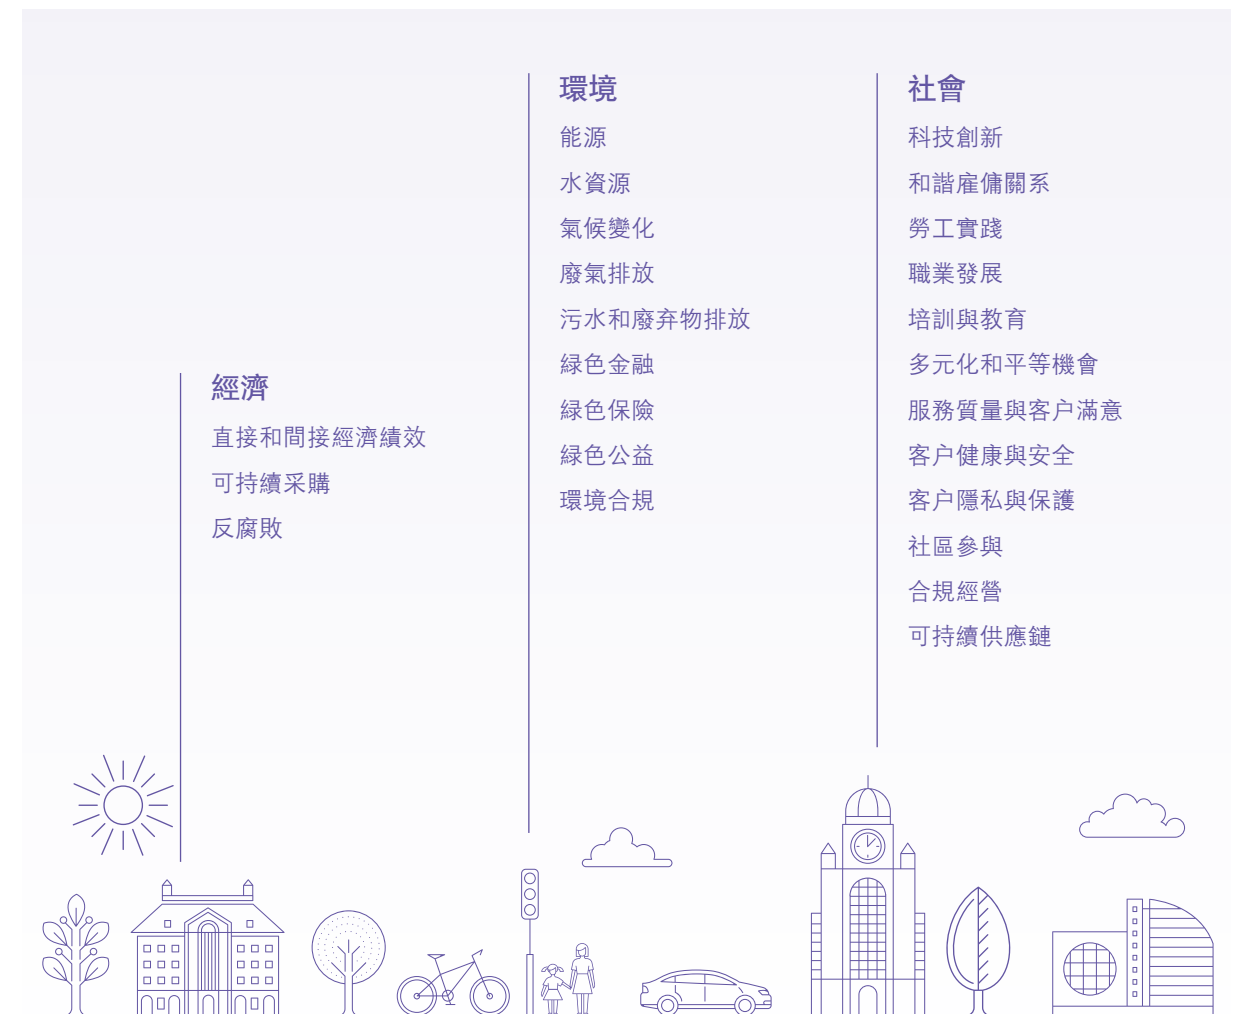 經濟
直接和間接經濟績效
可持續采購
反腐敗
環境
能源
水資源
氣候變化
廢氣排放
污水和廢弃物排放
緑色金融
緑色保險
緑色公益
環境合規
社會
科技創新
和諧雇傭關系
勞工實踐
職業發展
培訓與教育
多元化和平等機會
服務質量與客户滿意
客户健康與安全
客户隱私與保護
社區參與
合規經營
可持續供應鏈